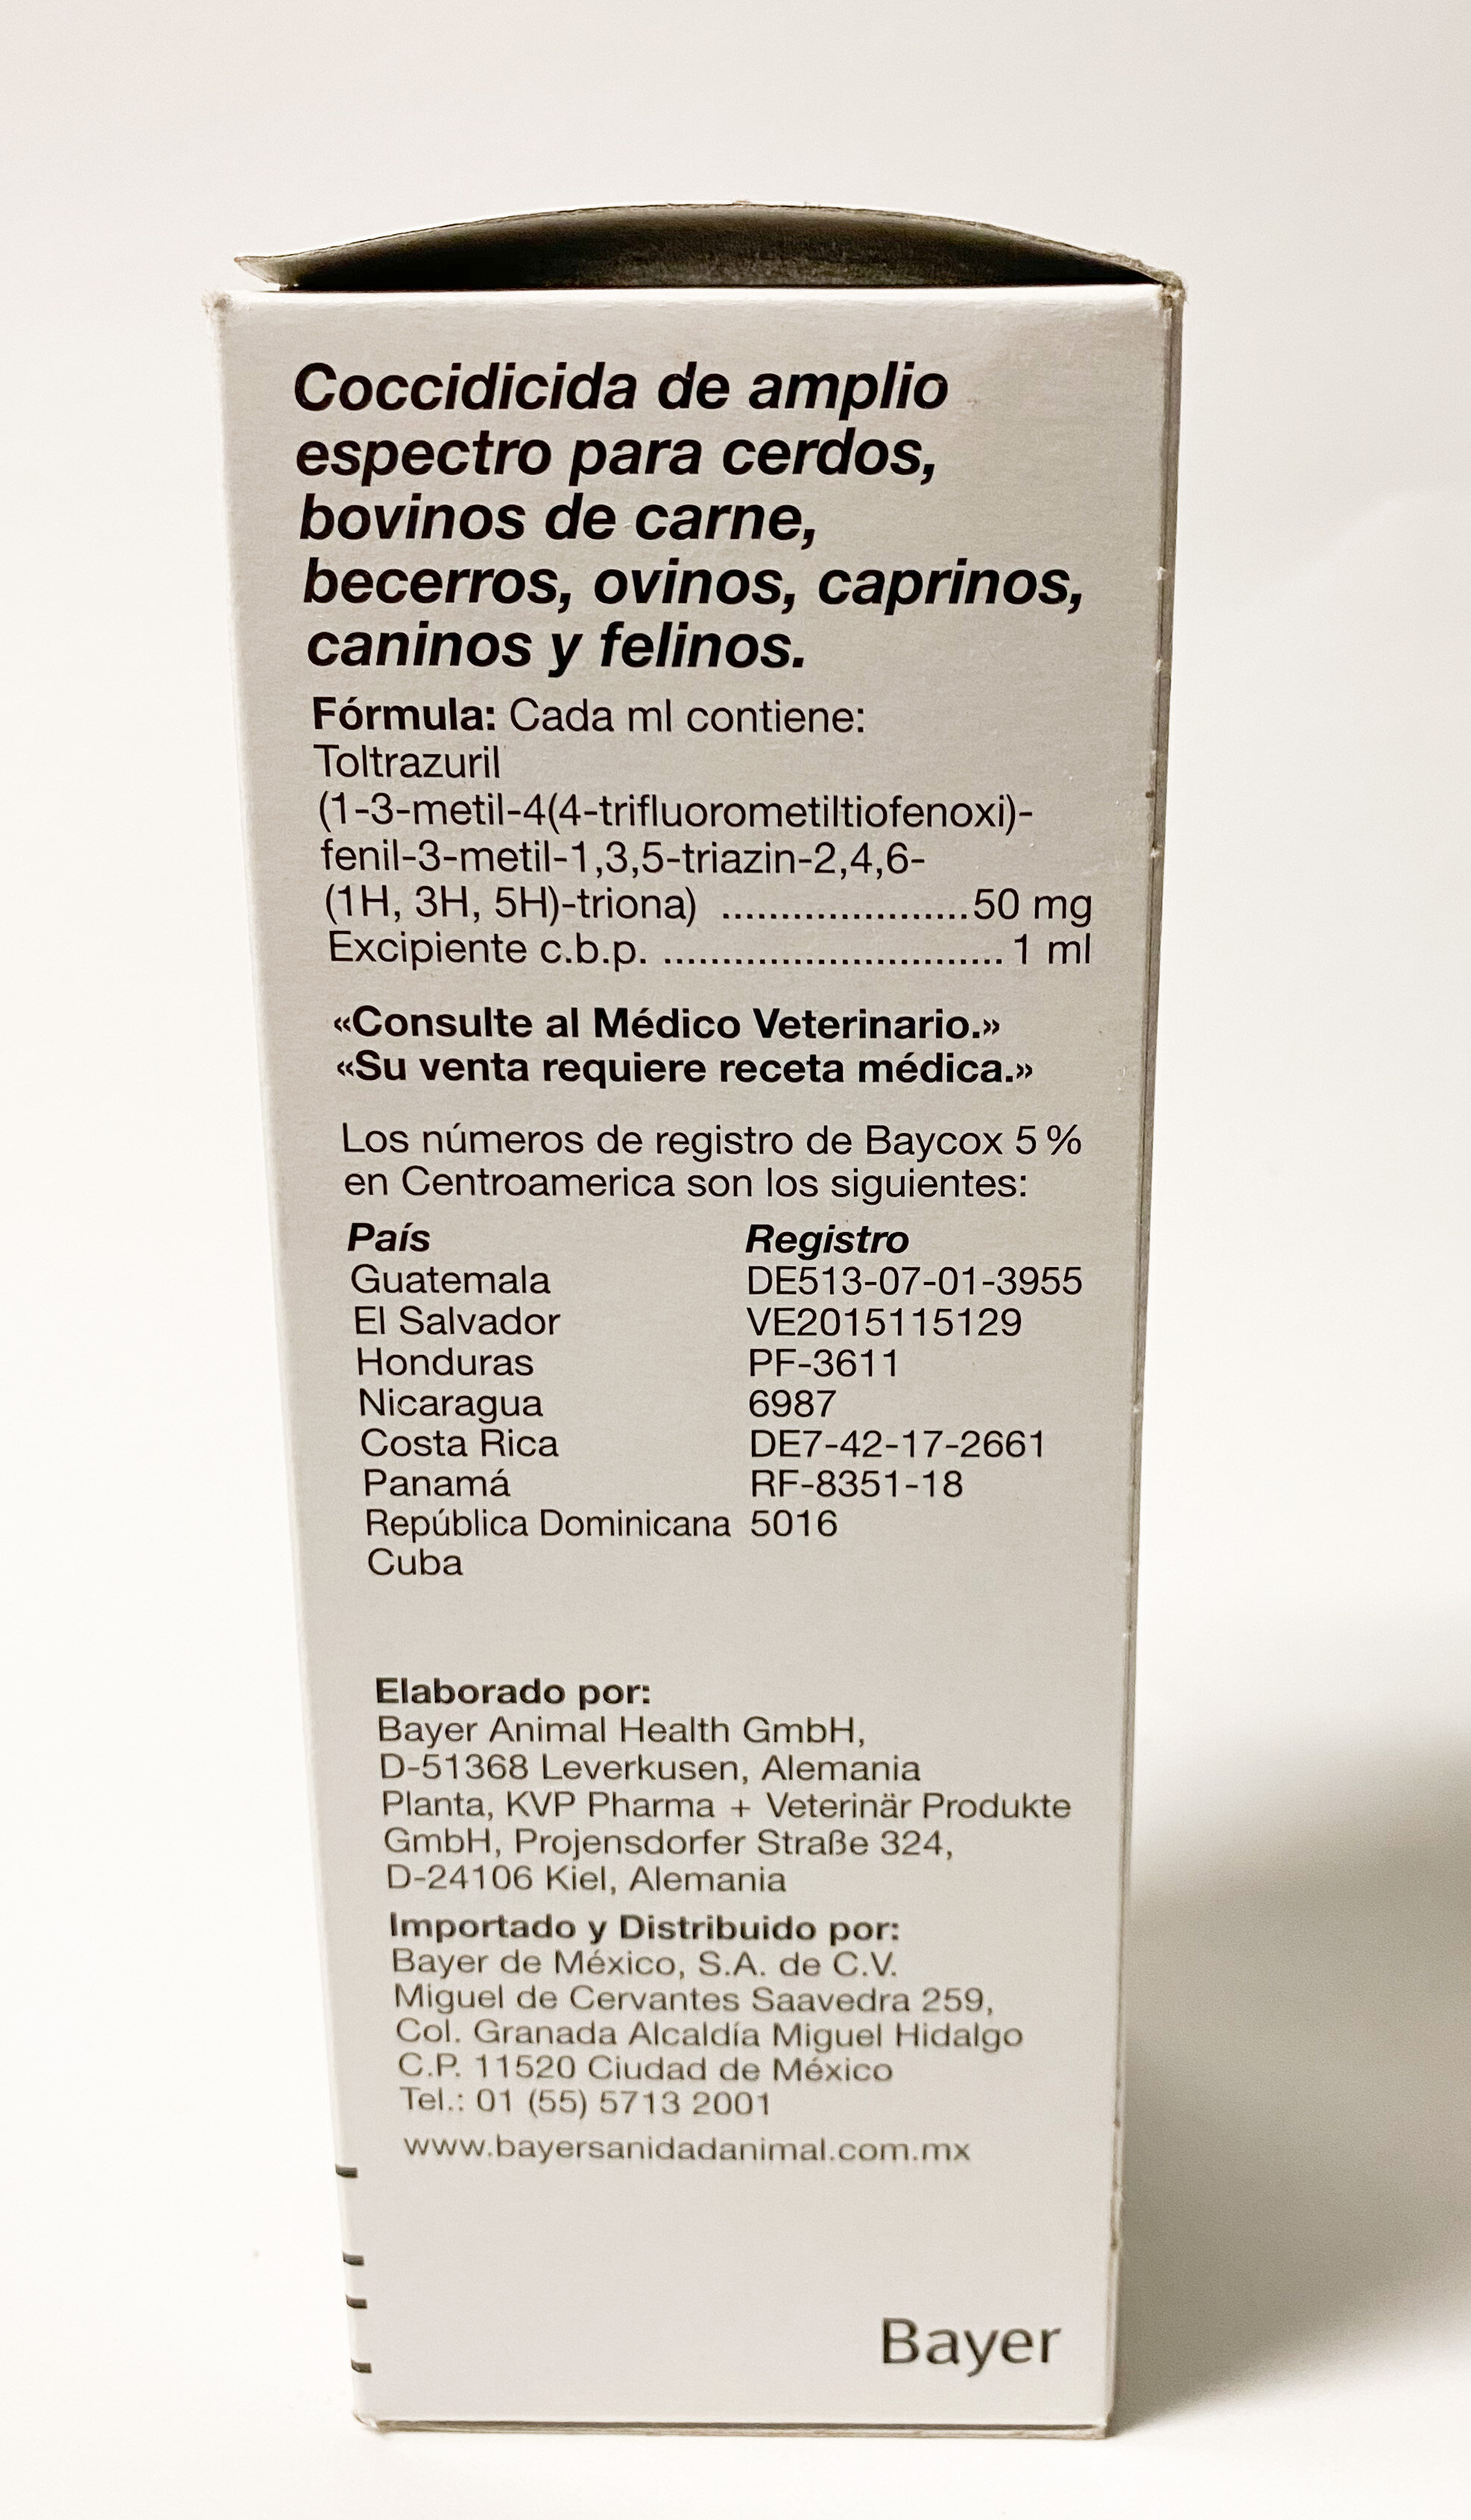 Coccidicida de amplio
espectro para cerdos,
bovinos de carne,
becerros, ovinos, caprinos,
caninos y felinos.
Fórmula: Cada ml contiene:
Toltrazuril
(1-3-metil-4(4-trifluorometiltiofenoxi)-
fenil-3-metil-1,3,5-triazin-2,4,6-
(1H, 3H, 5H)-triona) .....................50 mg
Excipiente c.b.p. ............................. 1 ml
«Consulte al Médico Veterinario.»
«Su venta requiere receta médica.»
Los números de registro de Baycox 5 %
en Centroamerica son los siguientes:
País Registro
Guatemala DE513-07-01-3955
El Salvador VE2015115129
Honduras PF-3611
Nicaragua 6987
Costa Rica DE7-42-17-2661
Panamá RF-8351-18
República Dominicana 5016
Cuba
Elaborado por:
Bayer Animal Health GmbH,
D-51368 Leverkusen, Alemania
Planta, KVP Pharma + Veterinär Produkte
GmbH, Projensdorfer Straße 324,
D-24106 Kiel, Alemania
Importado y Distribuido por:
Bayer de México, S.A. de C.V.
Miguel de Cervantes Saavedra 259,
Col. Granada Alcaldía Miguel Hidalgo
C.P. 11520 Ciudad de México
Tel.: 01 (55) 5713 2001
www.bayersanidadanimal.com.mx
Bayer